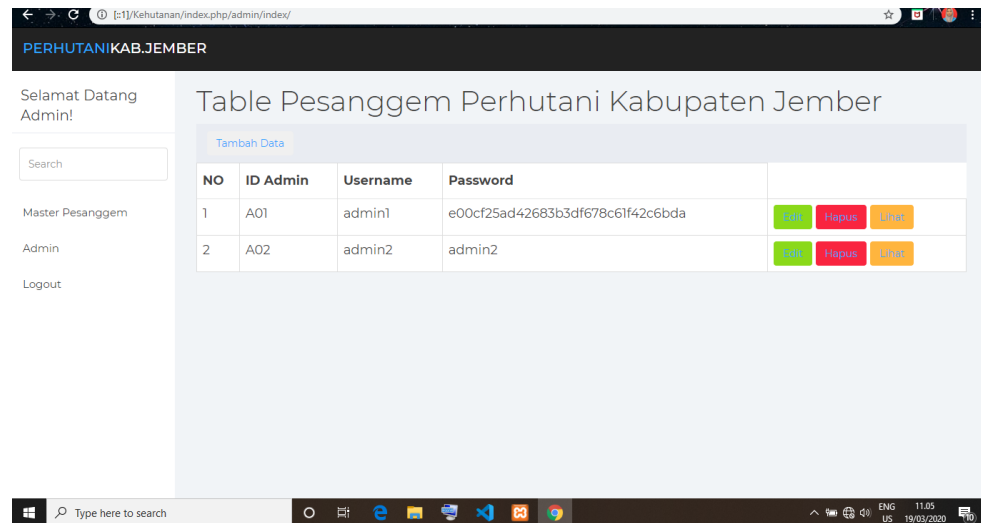 [::1]/Kehutanan/index.php/admin/index/
PERHUTANIKAB.JEMBER
Selamat Datang
Admin!
Search
Master Pesanggem
Admin
Logout
Table Pesanggem Perhutani Kabupaten Jember
Tambah Data
NO ID Admin Username Password
1 A01 admin1 e00cf25ad42683b3df678c61f42c6bda Edit Hapus Lihat
2 A02 admin2 admin2 Edit Hapus Lihat
Type here to search
ENG 11.05
US 19/03/2020